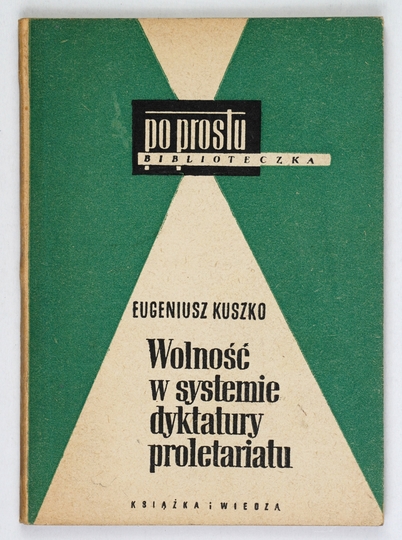 po prostu
BIBLIOTECZKA
EUGENIUSZ KUSZKO
Wolność
w systemie
dyktatury
proletariatu
KSIĄŻKA i WIEDZA